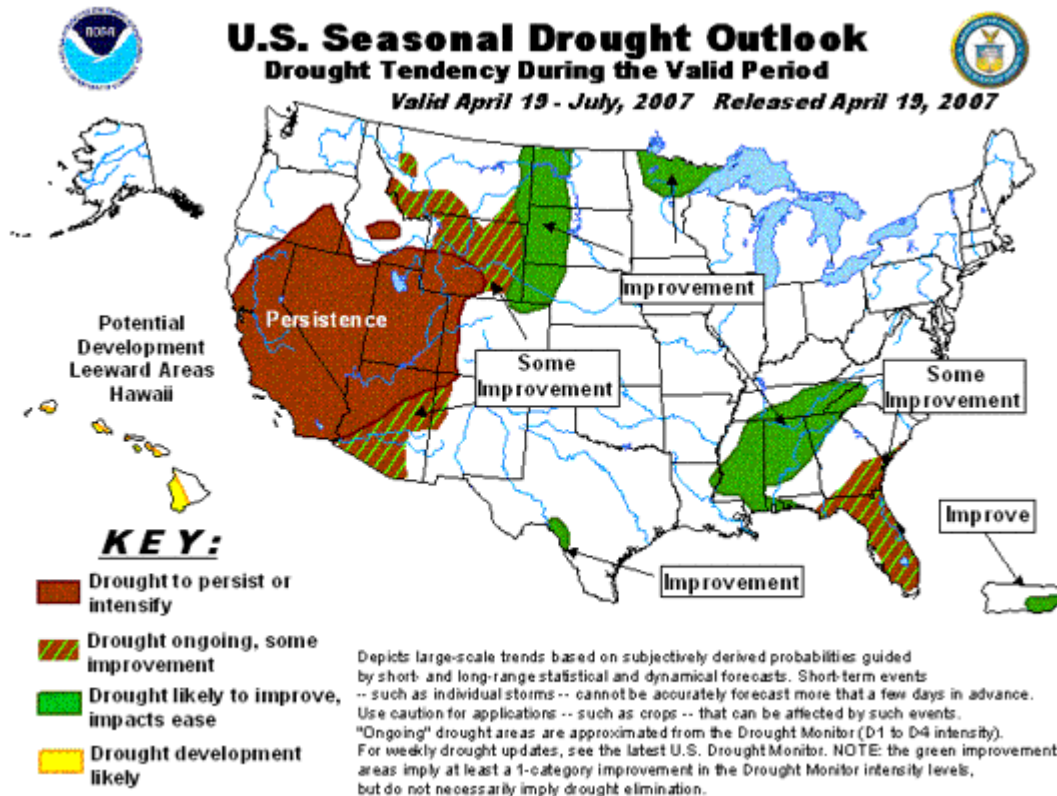 NOAA
U.S. Seasonal Drought Outlook
Drought Tendency During the Valid Period
Valid April 19 - July, 2007 Released April 19, 2007
Improvement
Persistence
Potential
Development
Leeward Areas
Hawaii
Some
Improvement
Some
Improvement
Improve
Improvement
KEY:
Drought to persist or
intensify
Drought ongoing, some
improvement
Drought likely to improve,
impacts ease
Drought development
likely
Depicts large-scale trends based on subjectively derived probabilities guided
by short- and long-range statistical and dynamical forecasts. Short-term events
-- such as individual storms -- cannot be accurately forecast more that a few days in advance.
Use caution for applications -- such as crops -- that can be affected by such events.
"Ongoing" drought areas are approximated from the Drought Monitor (D1 to D4 intensity).
For weekly drought updates, see the latest U.S. Drought Monitor. NOTE: the green improvement
areas imply at least a 1-category improvement in the Drought Monitor intensity levels,
but do not necessarily imply drought elimination.